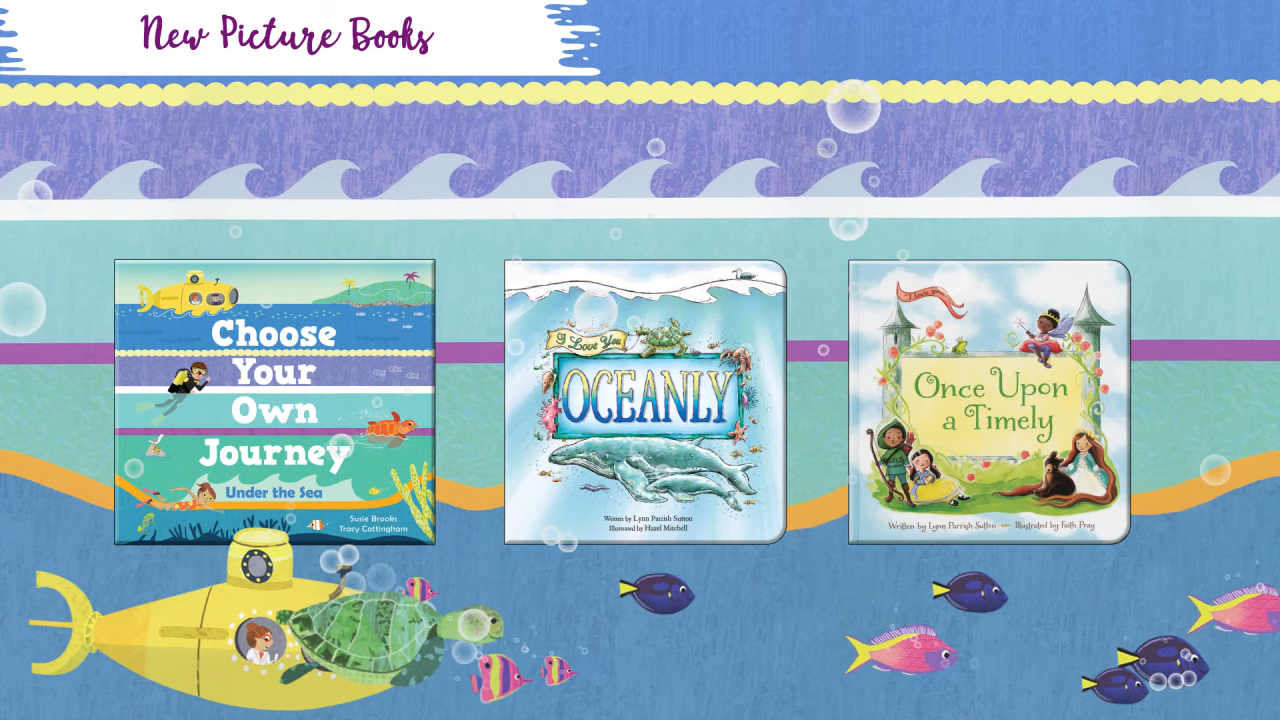 New Picture Books
Choose
Your
Own
Journey
Under the Sea
Susie Brooks
Tracy Cottingham
I Love You
OCEANLY
Written by Lynn Parrish Sutton
Illustrated by Hazel Mitchell
"I love you
Once Upon
a Timely
Written by Lynn Parrish Sutton Illustrated by Faith Pray